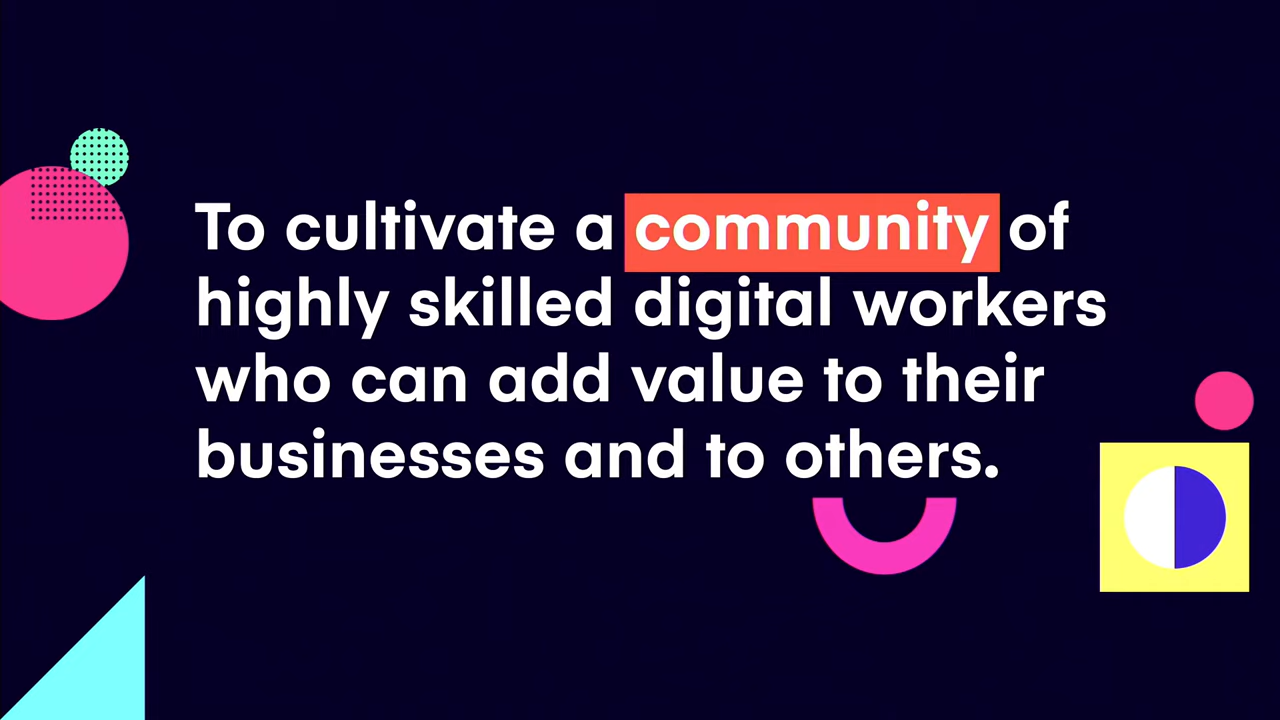 To cultivate a community of
highly skilled digital workers
who can add value to their
businesses and to others.